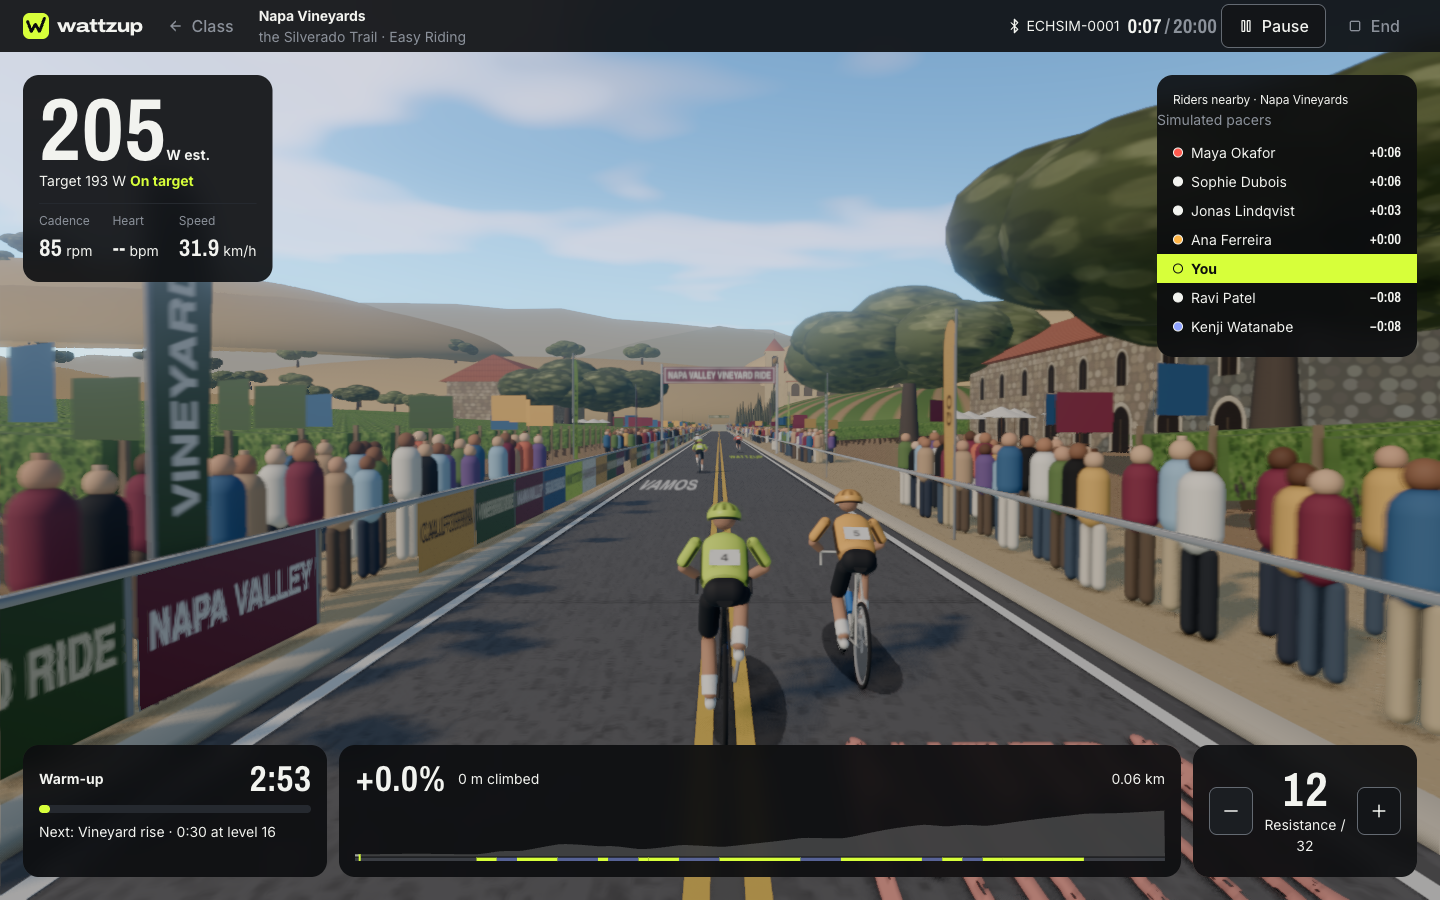 wattzup
Class
Napa Vineyards
the Silverado Trail · Easy Riding
ECHSIM-0001 0:07 / 20:00
Pause
End
205 W est.
Target 193 W On target
Cadence Heart Speed
85 rpm -- bpm 31.9 km/h
Riders nearby · Napa Vineyards
Simulated pacers
Maya Okafor +0:06
Sophie Dubois +0:06
Jonas Lindqvist +0:03
Ana Ferreira +0:00
You
Ravi Patel −0:08
Kenji Watanabe −0:08
VINEYARD
NAPA VALLEY VINEYARD RIDE
VAMOS
4
5
NAPA VALLEY
RIDE
Warm-up 2:53
Next: Vineyard rise · 0:30 at level 16
+0.0% 0 m climbed 0.06 km
12
Resistance /
32